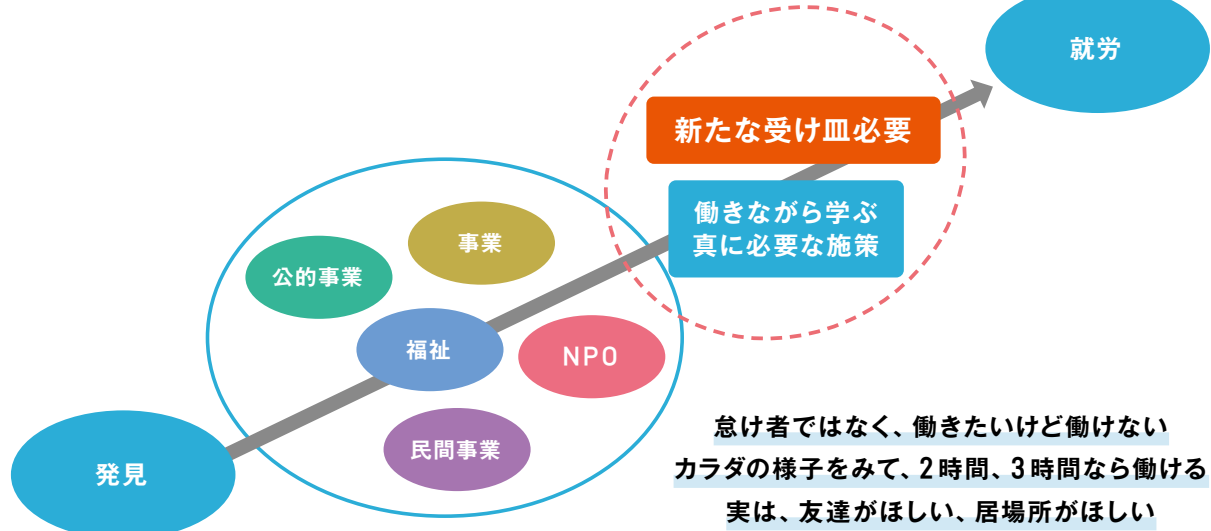 就労
新たな受け皿必要
働きながら学ぶ
真に必要な施策
事業
公的事業
福祉
NPO
民間事業
発見
怠け者ではなく、働きたいけど働けない
カラダの様子をみて、2時間、3時間なら働ける
実は、友達がほしい、居場所がほしい